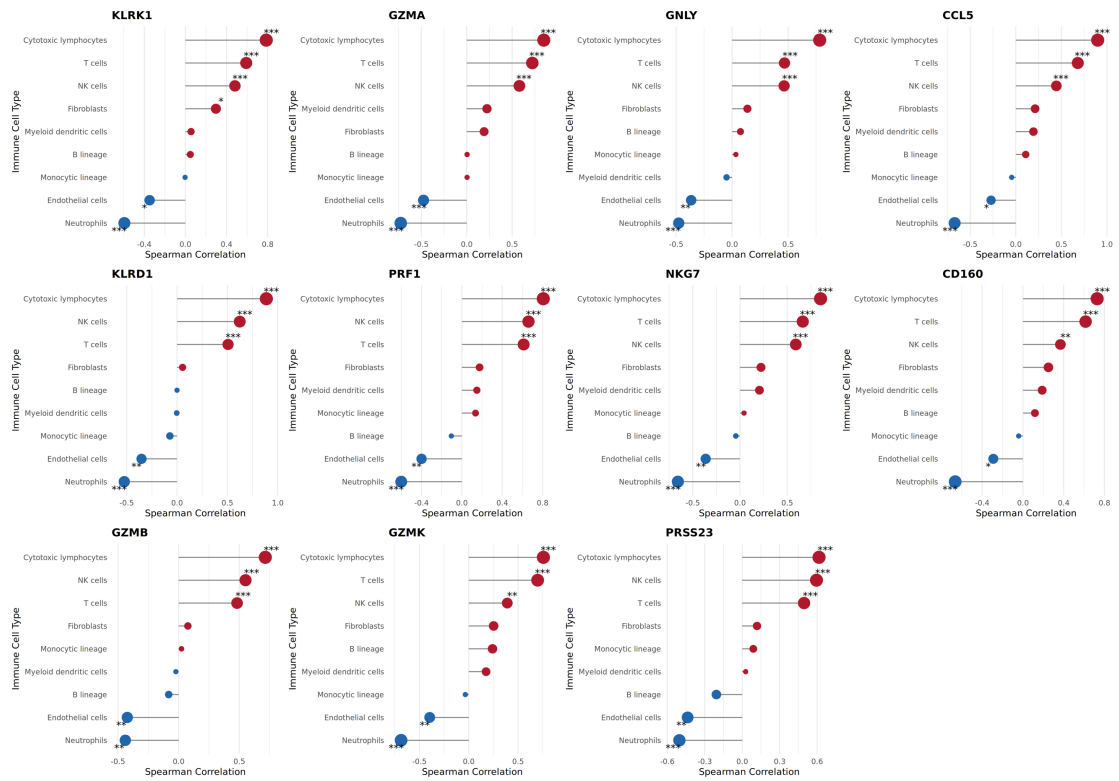 KLRK1
Immune Cell Type
Cytotoxic lymphocytes ***
T cells ***
NK cells ***
Fibroblasts *
Myeloid dendritic cells
B lineage
Monocytic lineage
Endothelial cells *
Neutrophils ***
-0.4 0.0 0.4 0.8
Spearman Correlation
GZMA
Immune Cell Type
Cytotoxic lymphocytes ***
T cells ***
NK cells ***
Myeloid dendritic cells
Fibroblasts
B lineage
Monocytic lineage
Endothelial cells ***
Neutrophils ***
-0.5 0.0 0.5
Spearman Correlation
GNLY
Immune Cell Type
Cytotoxic lymphocytes ***
T cells ***
NK cells ***
Fibroblasts
B lineage
Monocytic lineage
Myeloid dendritic cells
Endothelial cells **
Neutrophils ***
-0.5 0.0 0.5
Spearman Correlation
CCL5
Immune Cell Type
Cytotoxic lymphocytes ***
T cells ***
NK cells ***
Fibroblasts
Myeloid dendritic cells
B lineage
Monocytic lineage
Endothelial cells *
Neutrophils ***
-0.5 0.0 0.5 1.0
Spearman Correlation
KLRD1
Immune Cell Type
Cytotoxic lymphocytes ***
NK cells ***
T cells ***
Fibroblasts
B lineage
Myeloid dendritic cells
Monocytic lineage
Endothelial cells **
Neutrophils ***
-0.5 0.0 0.5 1.0
Spearman Correlation
PRF1
Immune Cell Type
Cytotoxic lymphocytes ***
NK cells ***
T cells ***
Fibroblasts
Myeloid dendritic cells
Monocytic lineage
B lineage
Endothelial cells **
Neutrophils ***
-0.4 0.0 0.4 0.8
Spearman Correlation
NKG7
Immune Cell Type
Cytotoxic lymphocytes ***
T cells ***
NK cells ***
Fibroblasts
Myeloid dendritic cells
Monocytic lineage
B lineage
Endothelial cells **
Neutrophils ***
-0.5 0.0 0.5
Spearman Correlation
CD160
Immune Cell Type
Cytotoxic lymphocytes ***
T cells ***
NK cells **
Fibroblasts
Myeloid dendritic cells
B lineage
Monocytic lineage
Endothelial cells *
Neutrophils ***
-0.4 0.0 0.4 0.8
Spearman Correlation
GZMB
Immune Cell Type
Cytotoxic lymphocytes ***
NK cells ***
T cells ***
Fibroblasts
Monocytic lineage
Myeloid dendritic cells
B lineage
Endothelial cells **
Neutrophils **
-0.5 0.0 0.5
Spearman Correlation
GZMK
Immune Cell Type
Cytotoxic lymphocytes ***
T cells ***
NK cells **
Fibroblasts
B lineage
Myeloid dendritic cells
Monocytic lineage
Endothelial cells **
Neutrophils ***
-0.4 0.0 0.4 0.8
Spearman Correlation
PRSS23
Immune Cell Type
Cytotoxic lymphocytes ***
NK cells ***
T cells ***
Fibroblasts
Monocytic lineage
Myeloid dendritic cells
B lineage
Endothelial cells **
Neutrophils ***
-0.6 -0.3 0.0 0.3 0.6
Spearman Correlation